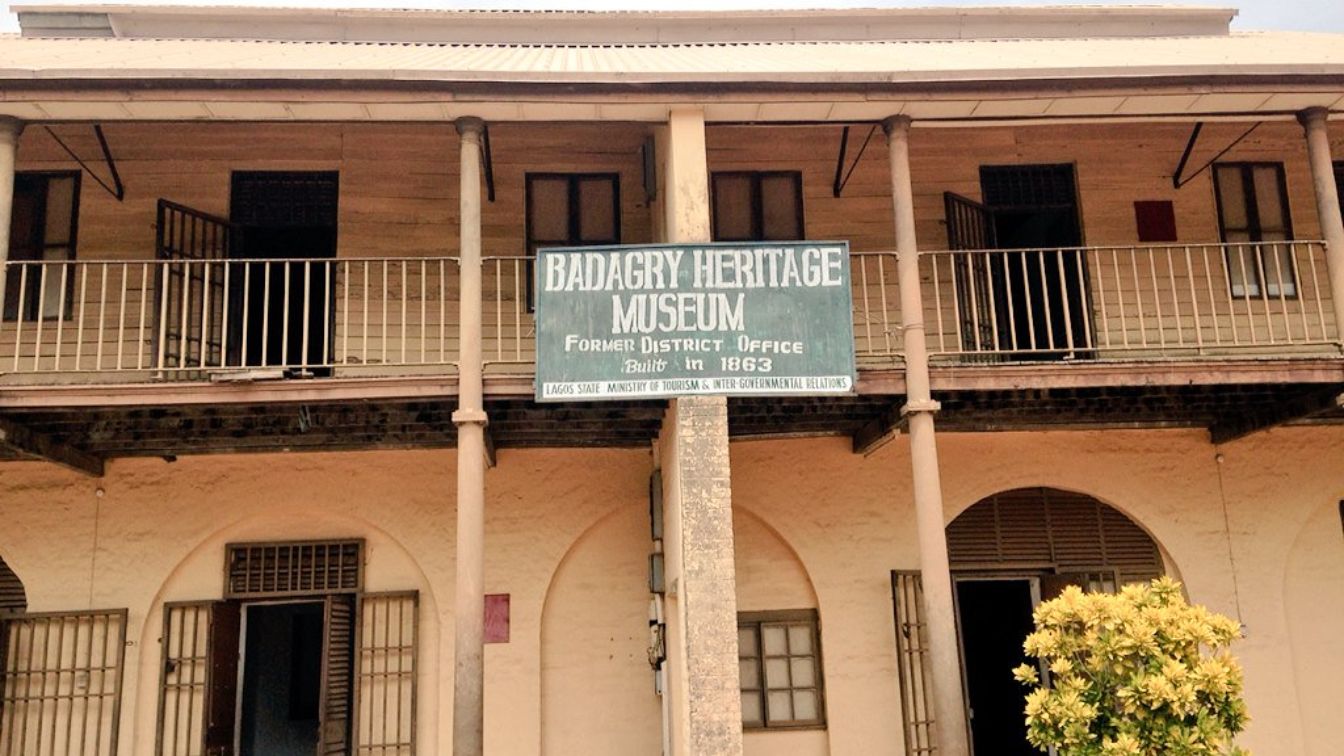 BADAGRY HERITAGE
MUSEUM
FORMER DISTRICT OFFICE
Built in 1863
LAGOS STATE MINISTRY OF TOURISM & INTER-GOVERNMENTAL RELATIONS